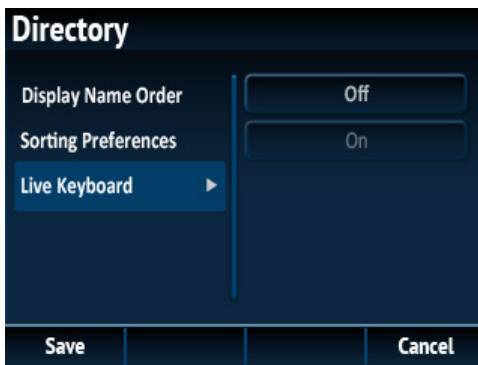 Directory
Display Name Order
Off
Sorting Preferences
On
Live Keyboard
Save
Cancel